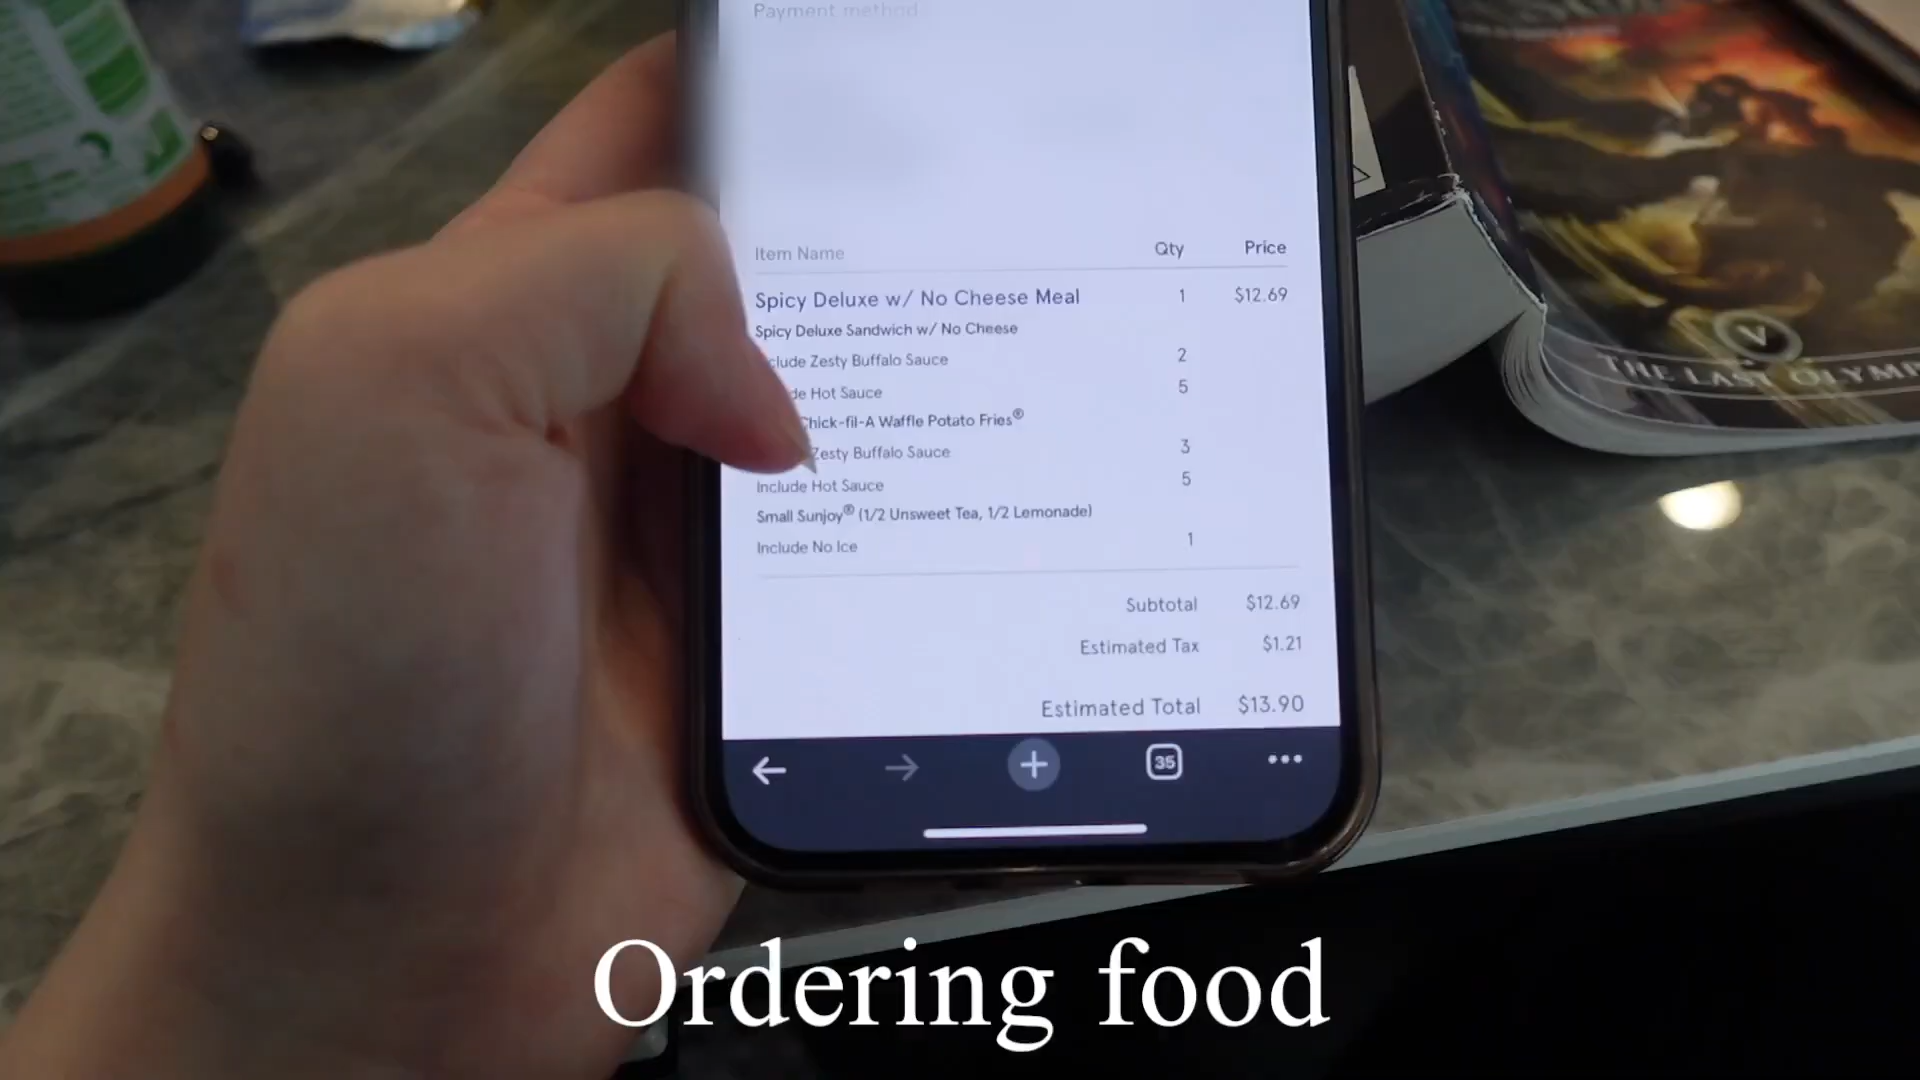 Payment method
Item Name Qty Price
Spicy Deluxe w/ No Cheese Meal 1 $12.69
Spicy Deluxe Sandwich w/ No Cheese
clude Zesty Buffalo Sauce 2
de Hot Sauce 5
Chick-fil-A Waffle Potato Fries®
Zesty Buffalo Sauce 3
Include Hot Sauce 5
Small Sunjoy® (1/2 Unsweet Tea, 1/2 Lemonade)
Include No Ice 1
Subtotal $12.69
Estimated Tax $1.21
Estimated Total $13.90
35
V
THE LAST OLYMP
Ordering food